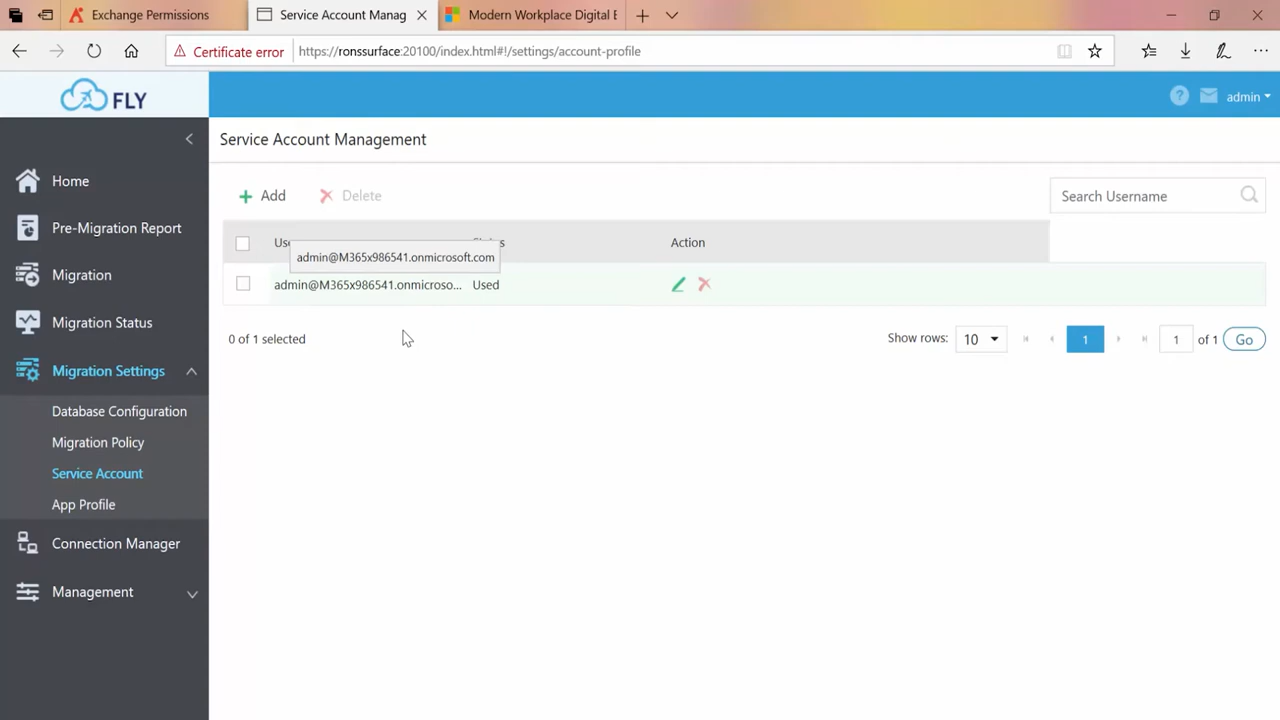 Exchange Permissions
Service Account Manag
Modern Workplace Digital E
Certificate error
https://ronssurface:20100/index.html#!/settings/account-profile
FLY
admin
Service Account Management
Home
Add
Delete
Search Username
Pre-Migration Report
Action
admin@M365x986541.onmicrosoft.com
Migration
admin@M365x986541.onmicroso...
Used
Migration Status
0 of 1 selected
Show rows:
10
1
1
of 1
Go
Migration Settings
Database Configuration
Migration Policy
Service Account
App Profile
Connection Manager
Management